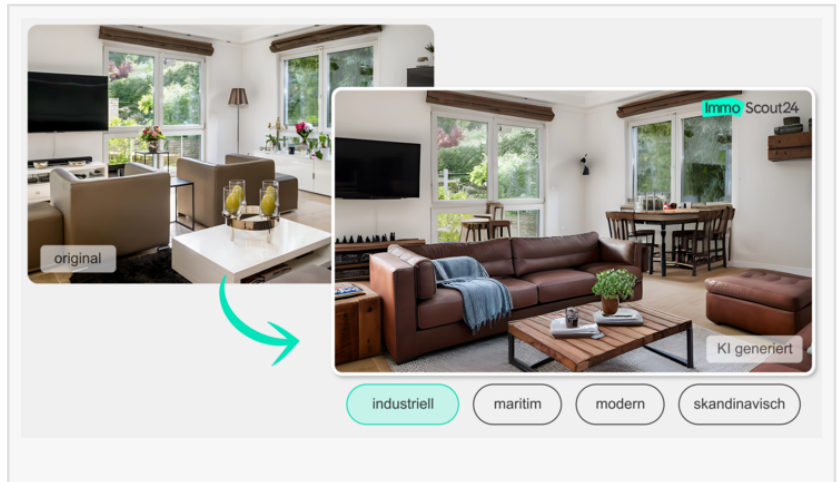 ImmoScout24
original
KI generiert
industriell
maritim
modern
skandinavisch